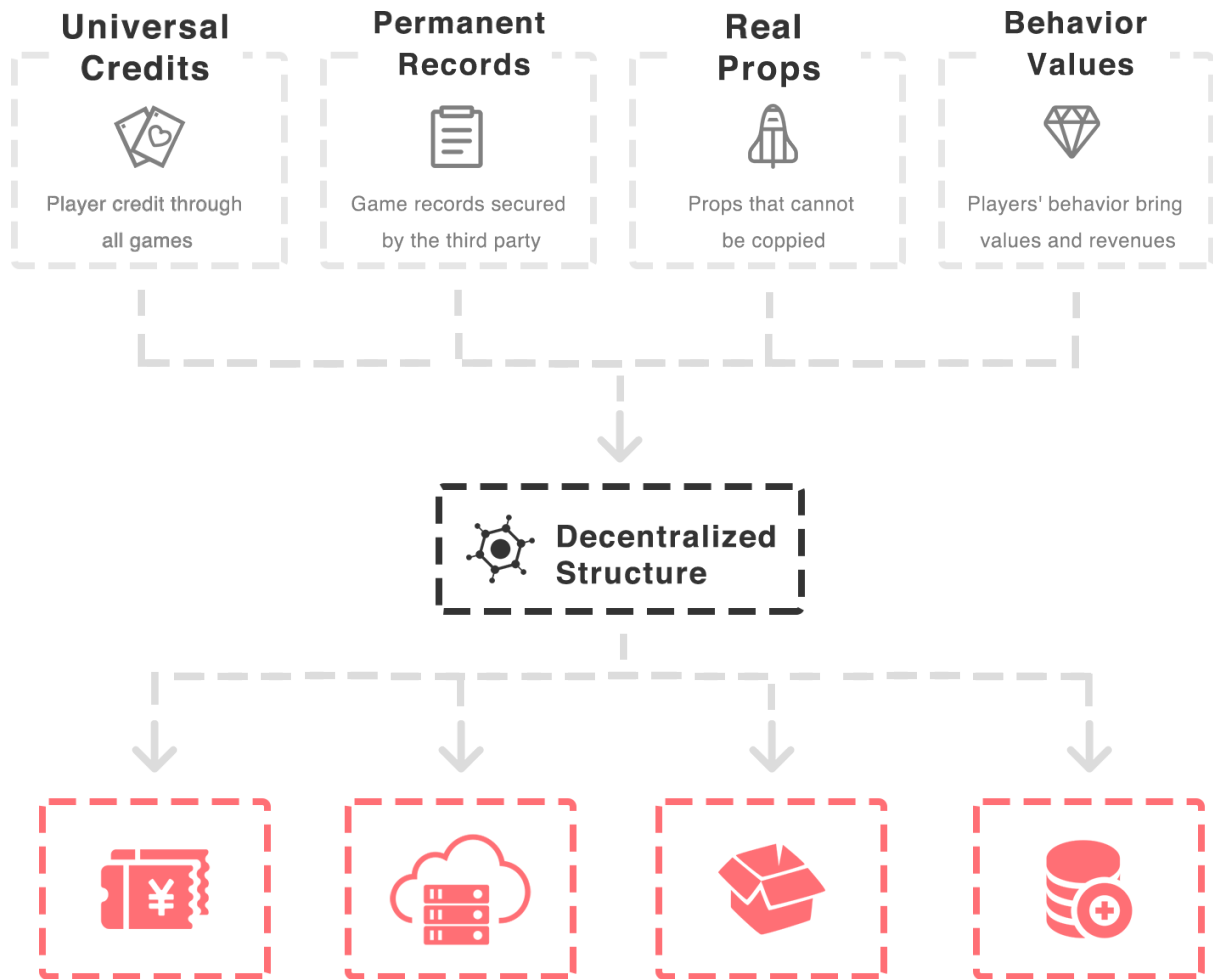 Universal
Credits
Player credit through
all games
Permanent
Records
Game records secured
by the third party
Real
Props
Props that cannot
be coppied
Behavior
Values
Players' behavior bring
values and revenues
Decentralized
Structure
¥